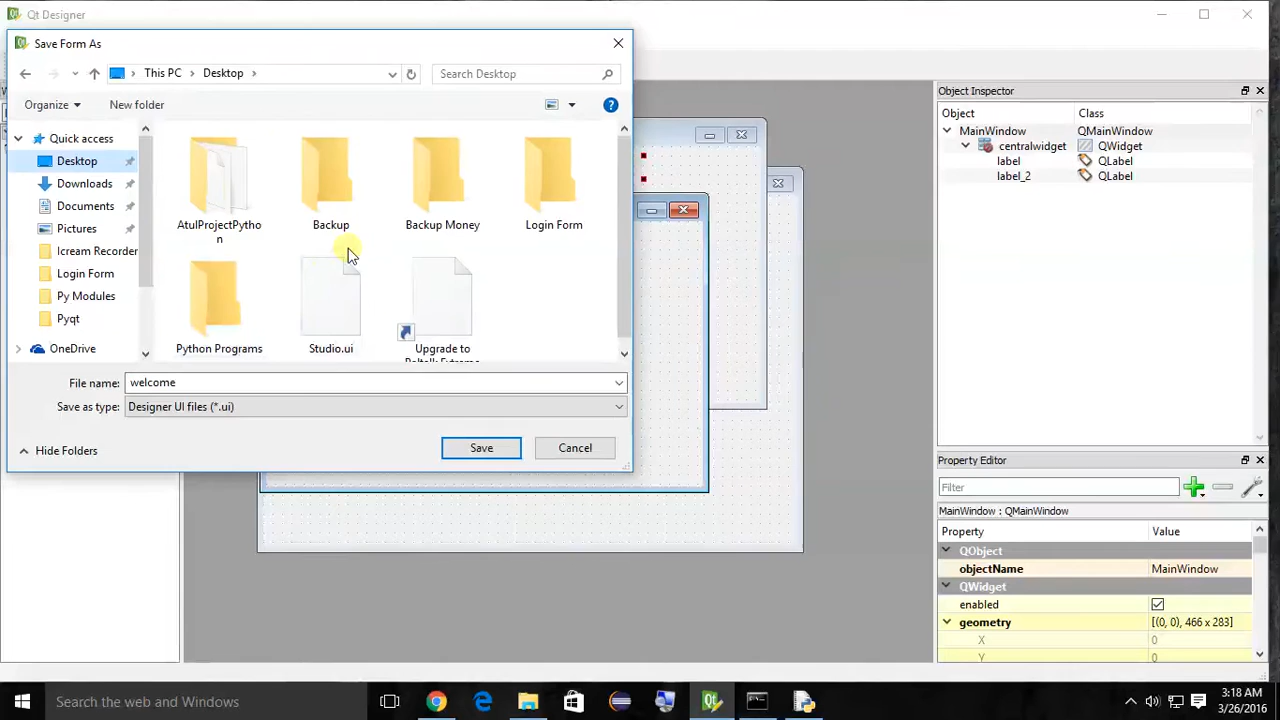 Qt Designer
Save Form As
This PC
Desktop
Search Desktop
Organize
New folder
Quick access
Desktop
Downloads
Documents
Pictures
Icream Recorder
Login Form
Py Modules
Pyqt
OneDrive
AtulProjectPytho
n
Backup
Backup Money
Login Form
Python Programs
Studio.ui
Upgrade to
File name:
welcome
Save as type:
Designer UI files (*.ui)
Hide Folders
Save
Cancel
Object Inspector
Object
Class
MainWindow
QMainWindow
centralwidget
QWidget
label
QLabel
label_2
QLabel
Property Editor
Filter
MainWindow : QMainWindow
Property
Value
QObject
objectName
MainWindow
QWidget
enabled
geometry
[(0, 0), 466 x 283]
X
0
Y
0
Search the web and Windows
3:18 AM
3/26/2016